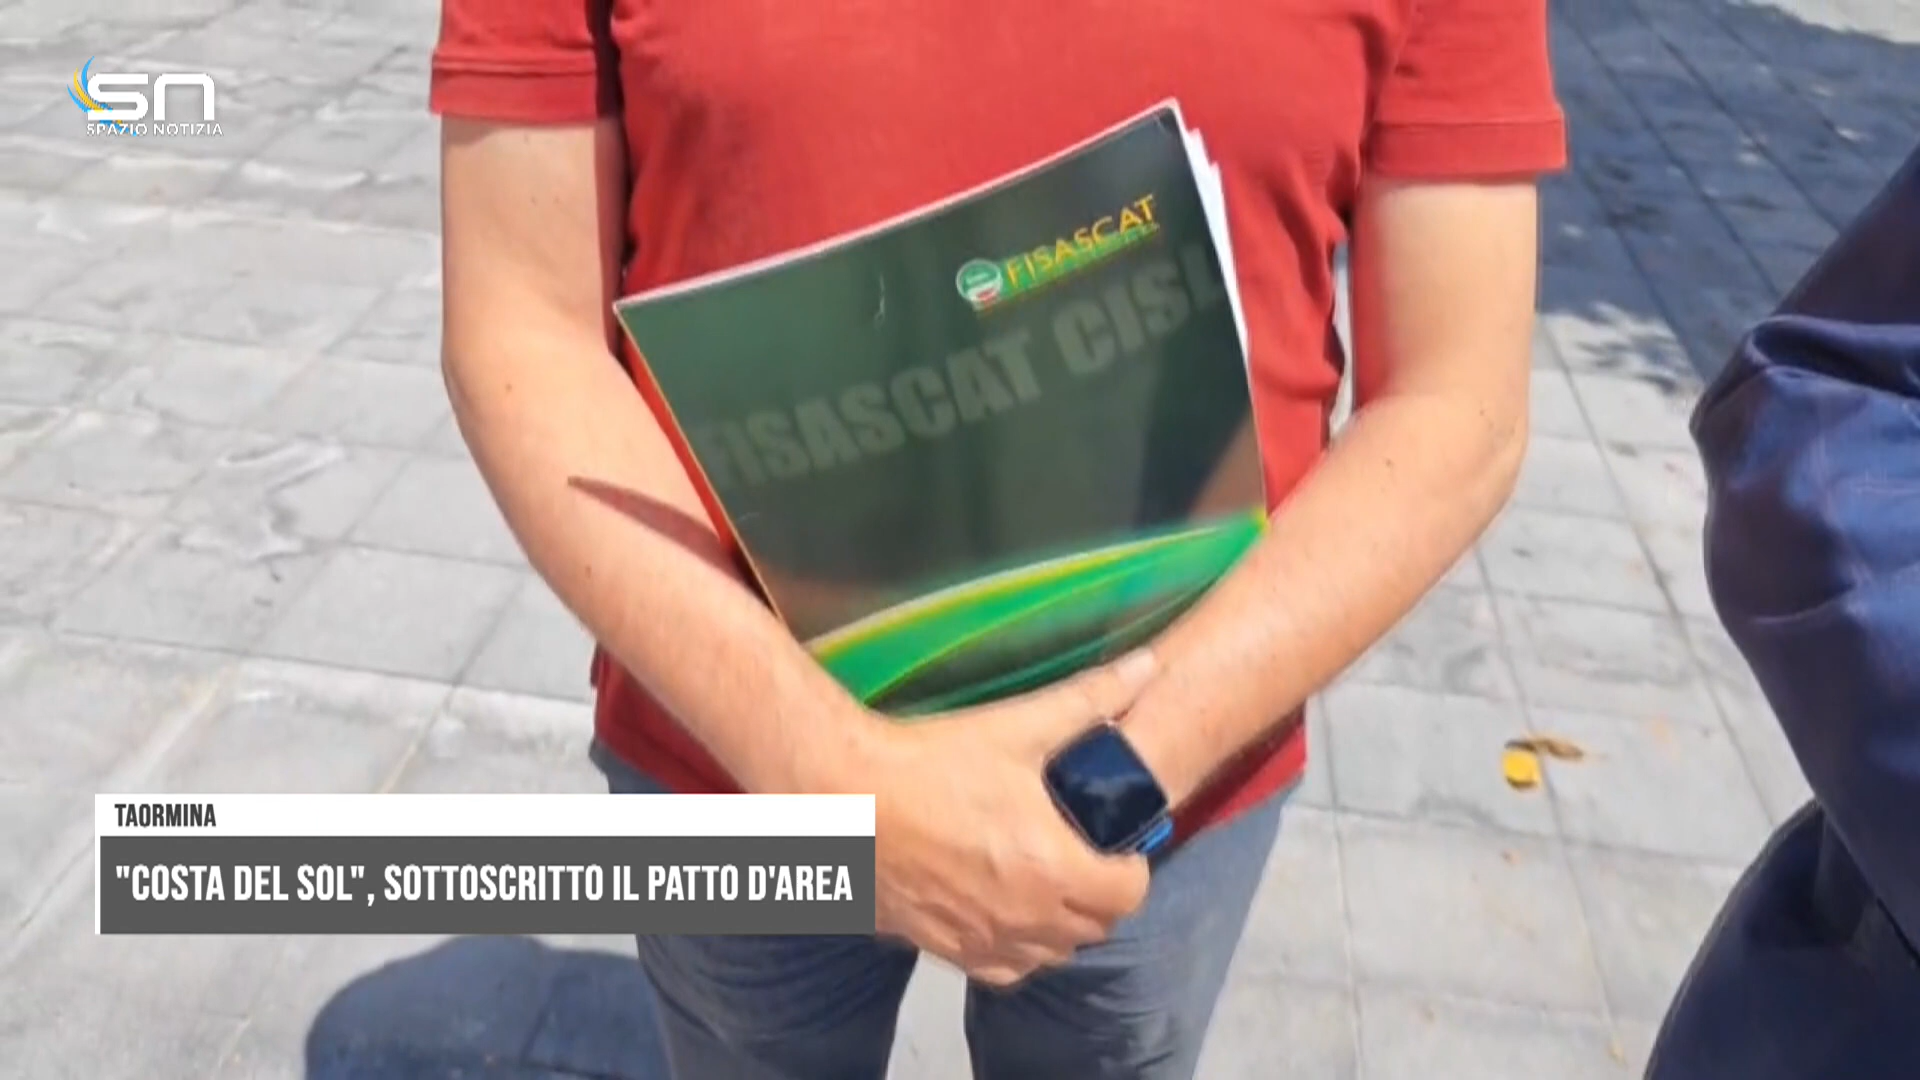 SN
SPAZIO NOTIZIA
FISASCAT
FISASCAT CISL
TAORMINA
"COSTA DEL SOL", SOTTOSCRITTO IL PATTO D'AREA